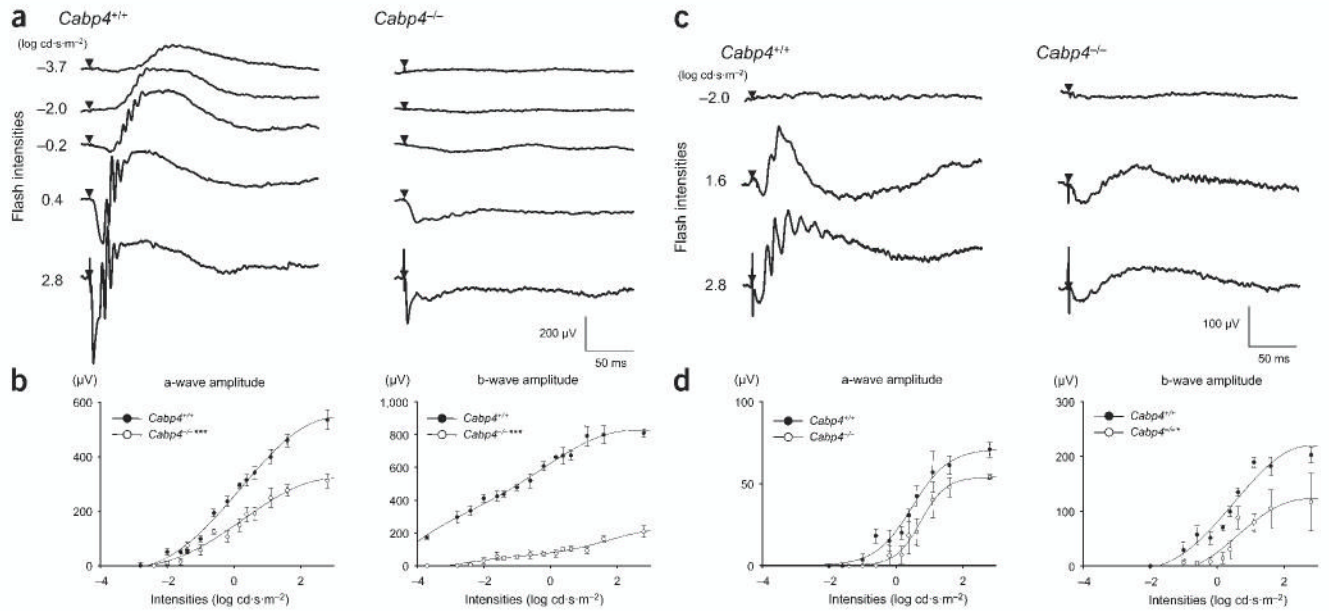 a
Cabp4+/+
Cabp4−/−
(log cd·s·m−2)
−3.7
−2.0
−0.2
0.4
2.8
Flash intensities
200 µV
50 ms
c
Cabp4+/+
Cabp4−/−
(log cd·s·m−2)
−2.0
1.6
2.8
Flash intensities
100 µV
50 ms
b
(µV)
a-wave amplitude
600
400
200
0
Cabp4+/+
Cabp4−/−***
−4
−2
0
2
Intensities (log cd·s·m−2)
(µV)
b-wave amplitude
1,000
800
600
400
200
0
Cabp4+/+
Cabp4−/−***
−4
−2
0
2
Intensities (log cd·s·m−2)
d
(µV)
a-wave amplitude
100
50
0
Cabp4+/+
Cabp4−/−
−4
−2
0
2
Intensities (log cd·s·m−2)
(µV)
b-wave amplitude
300
200
100
0
Cabp4+/+
−4
−2
0
2
Intensities (log cd·s·m−2)